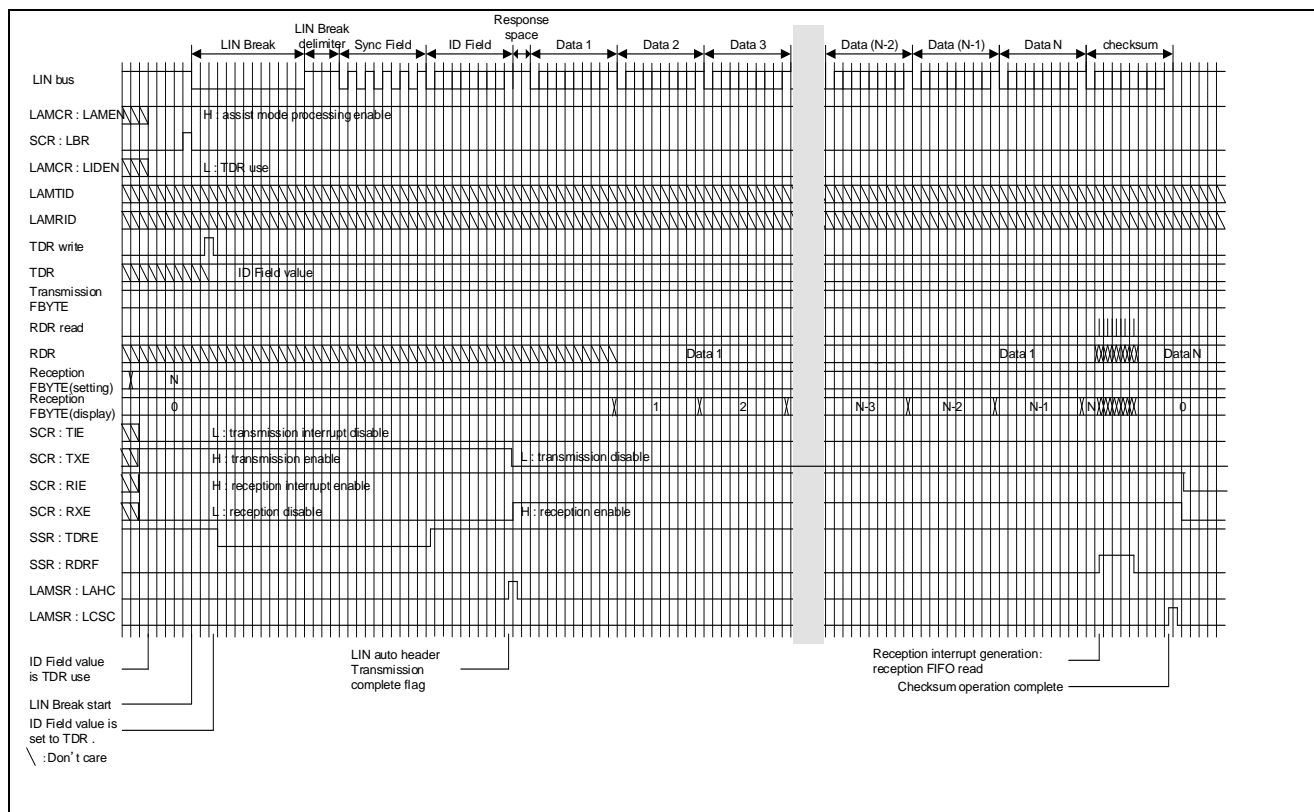 LIN Break
LIN Break
delimiter
Sync Field
ID Field
Response
space
Data 1
Data 2
Data 3
Data (N-2)
Data (N-1)
Data N
checksum
LIN bus
LAMCR : LAMEN
H : assist mode processing enable
SCR : LBR
LAMCR : LIDEN
L : TDR use
LAMTID
LAMRID
TDR write
TDR
ID Field value
Transmission
FBYTE
RDR read
RDR
Data 1
Data 1
Data N
Reception
FBYTE(setting)
N
Reception
FBYTE(display)
0
1
2
N-3
N-2
N-1
N
0
SCR : TIE
L : transmission interrupt disable
SCR : TXE
H : transmission enable
L : transmission disable
SCR : RIE
H : reception interrupt enable
SCR : RXE
L : reception disable
H : reception enable
SSR : TDRE
SSR : RDRF
LAMSR : LAHC
LAMSR : LCSC
ID Field value
is TDR use
LIN auto header
Transmission
complete flag
Reception interrupt generation:
reception FIFO read
Checksum operation complete
LIN Break start
ID Field value is
set to TDR .
\ :Don't care